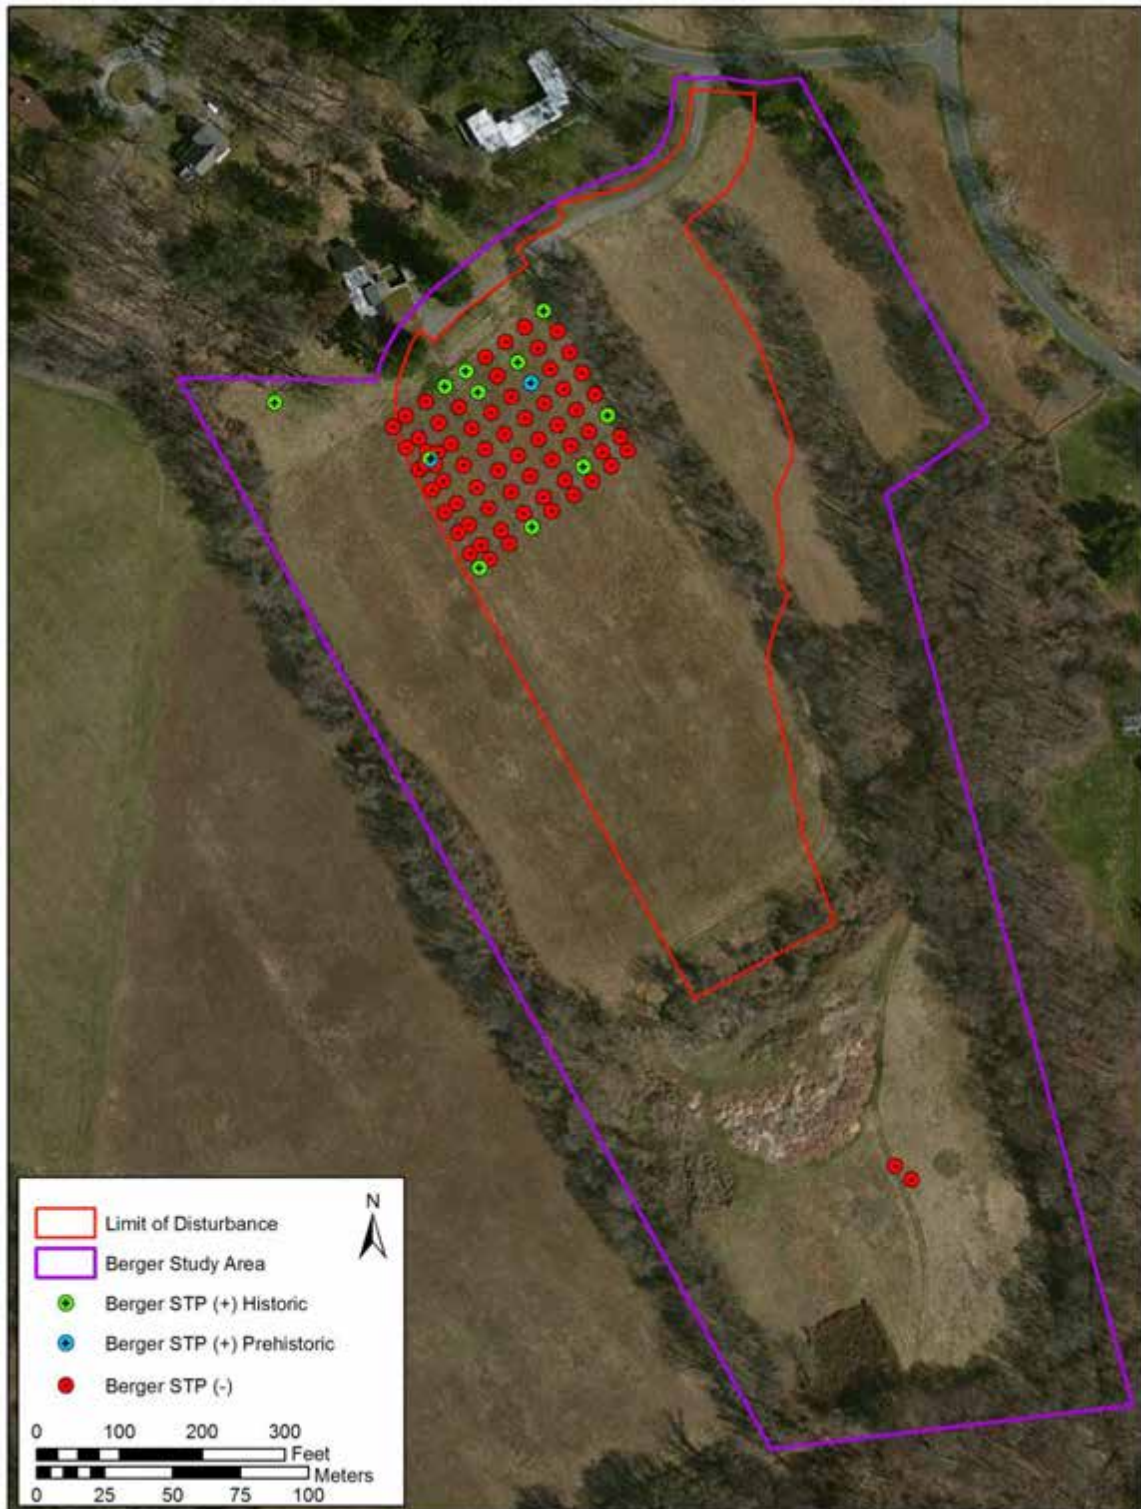 N
Limit of Disturbance
Berger Study Area
Berger STP (+) Historic
Berger STP (+) Prehistoric
Berger STP (-)
0 100 200 300
Feet
Meters
0 25 50 75 100